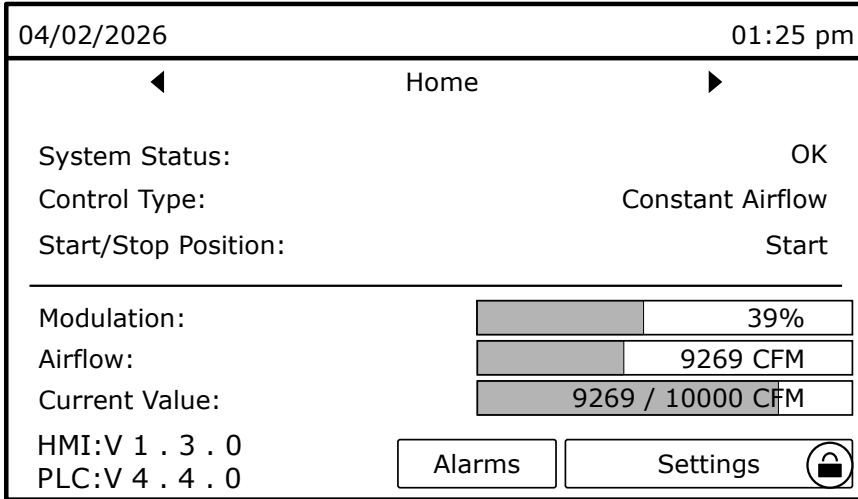 04/02/2026 01:25 pm
Home
System Status: OK
Control Type: Constant Airflow
Start/Stop Position: Start
Modulation: 39%
Airflow: 9269 CFM
Current Value: 9269 / 10000 CFM
HMI:V 1 . 3 . 0
PLC:V 4 . 4 . 0
Alarms Settings